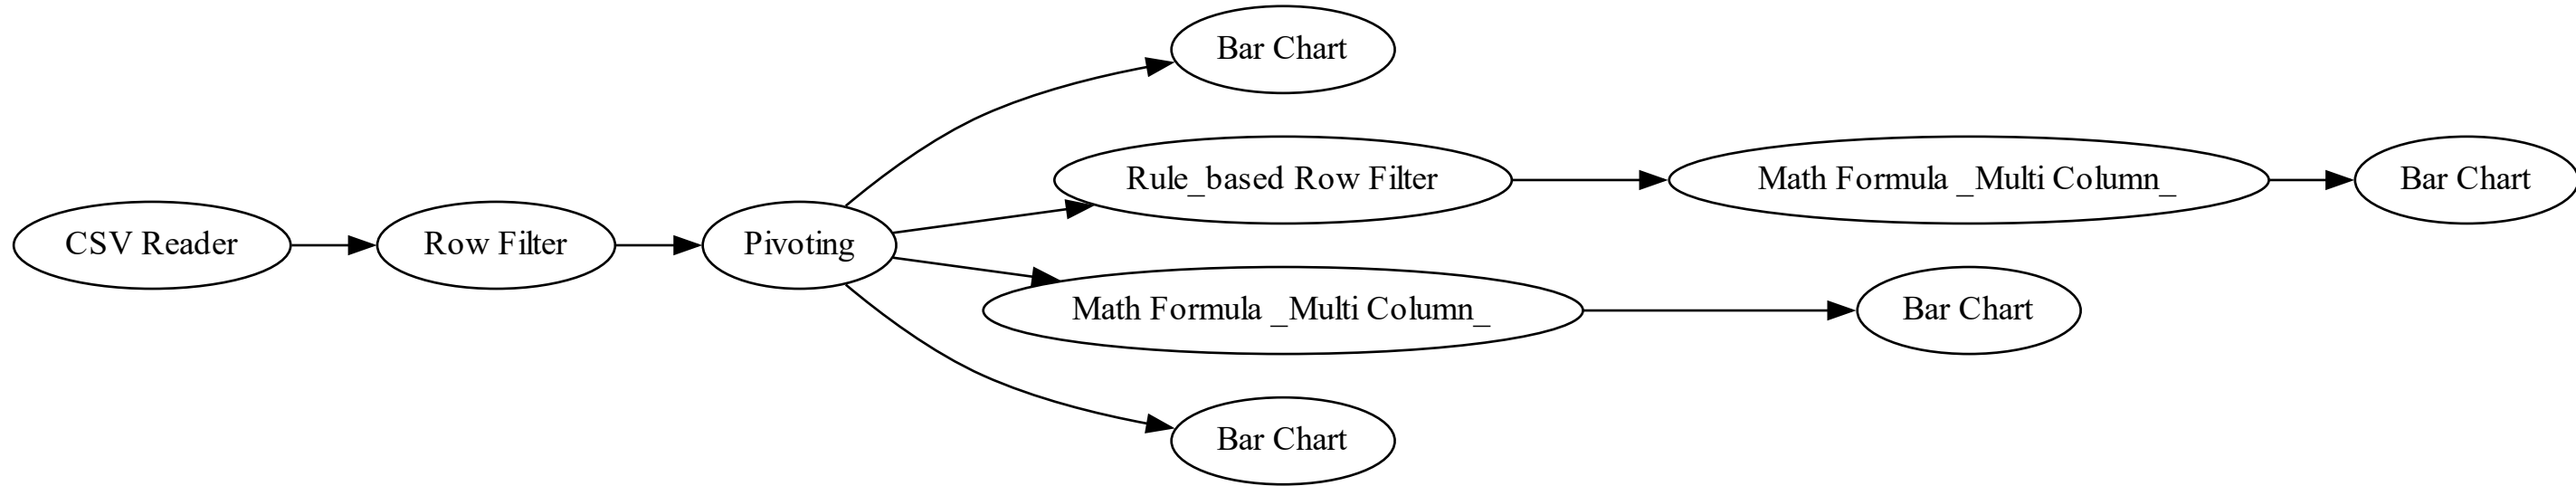 CSV Reader
Row Filter
Pivoting
Bar Chart
Rule_based Row Filter
Math Formula _Multi Column_
Bar Chart
Math Formula _Multi Column_
Bar Chart
Bar Chart